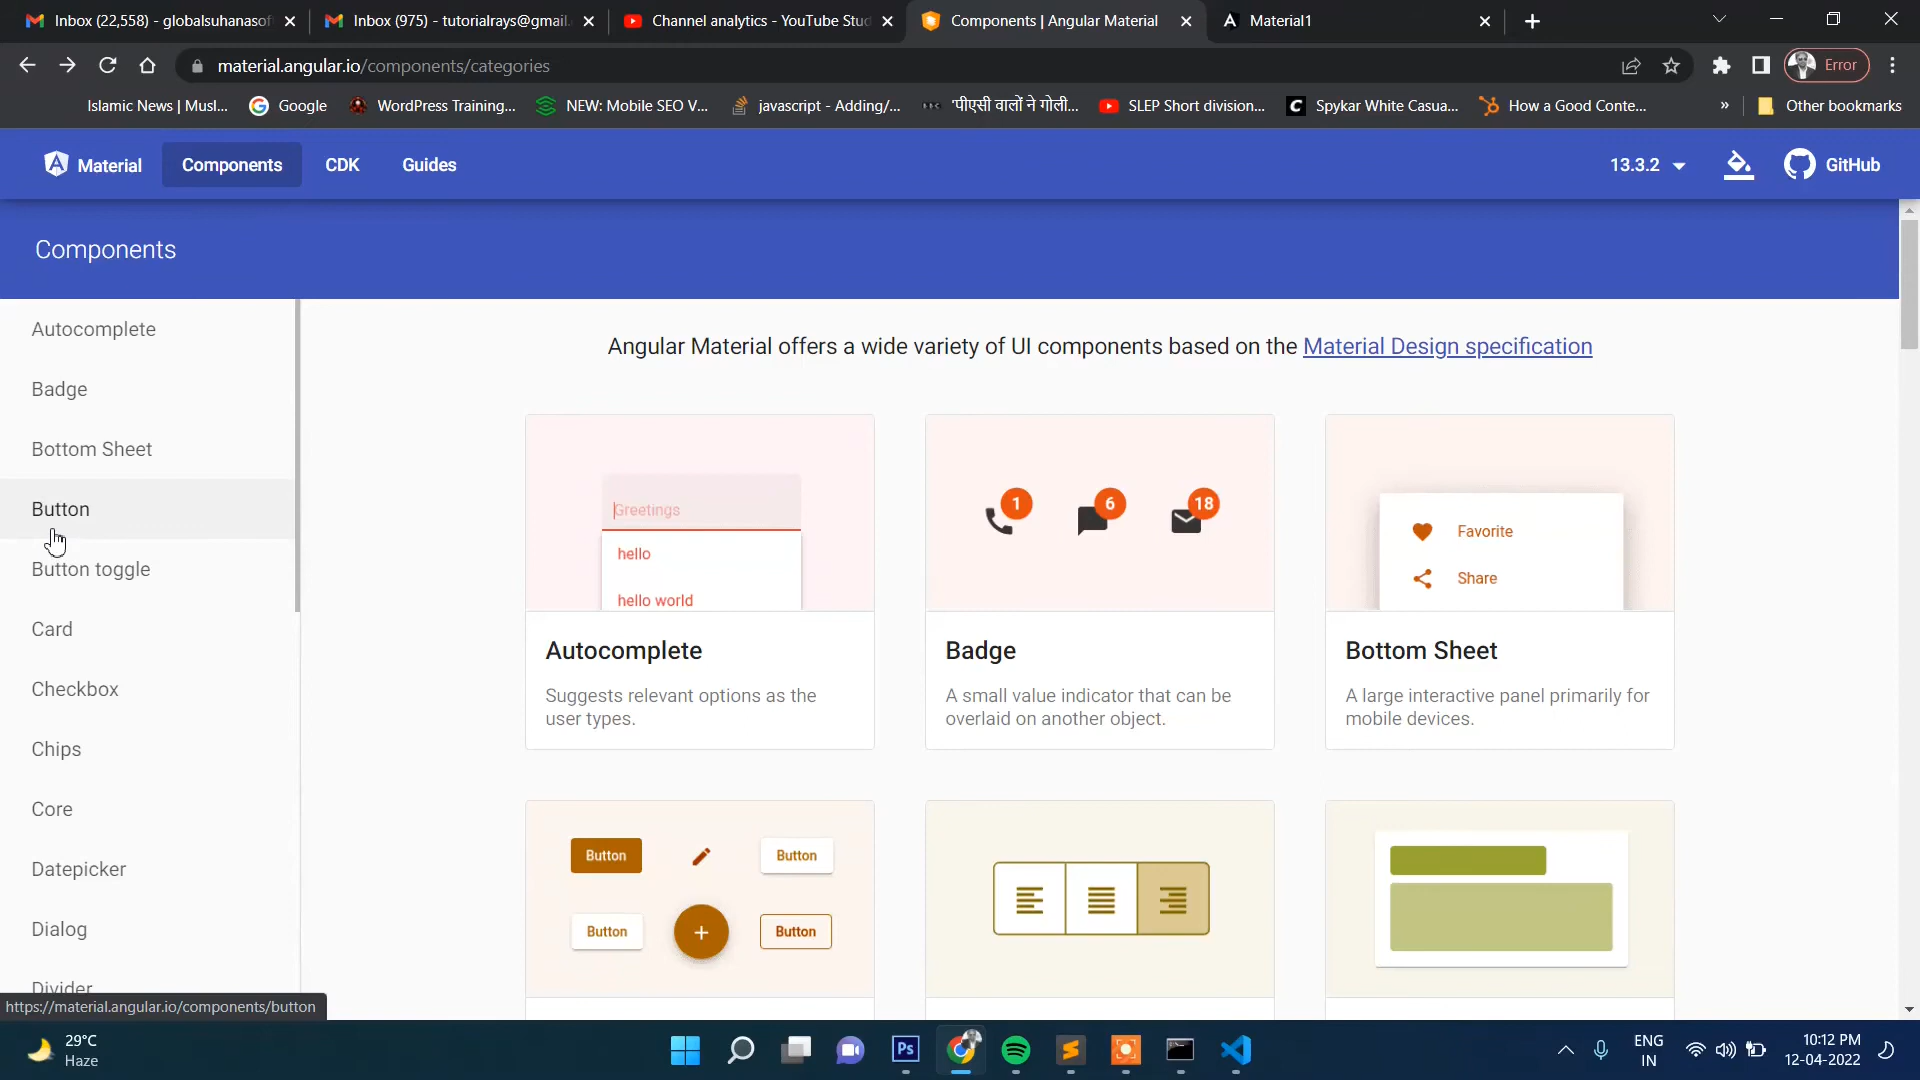 Inbox (22,558) - globalsuhanasof
Inbox (975) - tutorialrays@gmail.
Channel analytics - YouTube Stud
Components | Angular Material
Material1
material.angular.io/components/categories
Error
Islamic News | Musl...
Google
WordPress Training...
NEW: Mobile SEO V...
javascript - Adding/...
'पीएसी वालों ने गोली...
SLEP Short division...
Spykar White Casua...
How a Good Conte...
»
Other bookmarks
Material
Components
CDK
Guides
13.3.2
GitHub
Components
Autocomplete
Badge
Bottom Sheet
Button
Button toggle
Card
Checkbox
Chips
Core
Datepicker
Dialog
Divider
Angular Material offers a wide variety of UI components based on the Material Design specification
Greetings
hello
hello world
Autocomplete
Suggests relevant options as the
user types.
1
6
18
Badge
A small value indicator that can be
overlaid on another object.
Favorite
Share
Bottom Sheet
A large interactive panel primarily for
mobile devices.
Button
Button
Button
Button
https://material.angular.io/components/button
29°C
Haze
Ps
ENG
IN
10:12 PM
12-04-2022